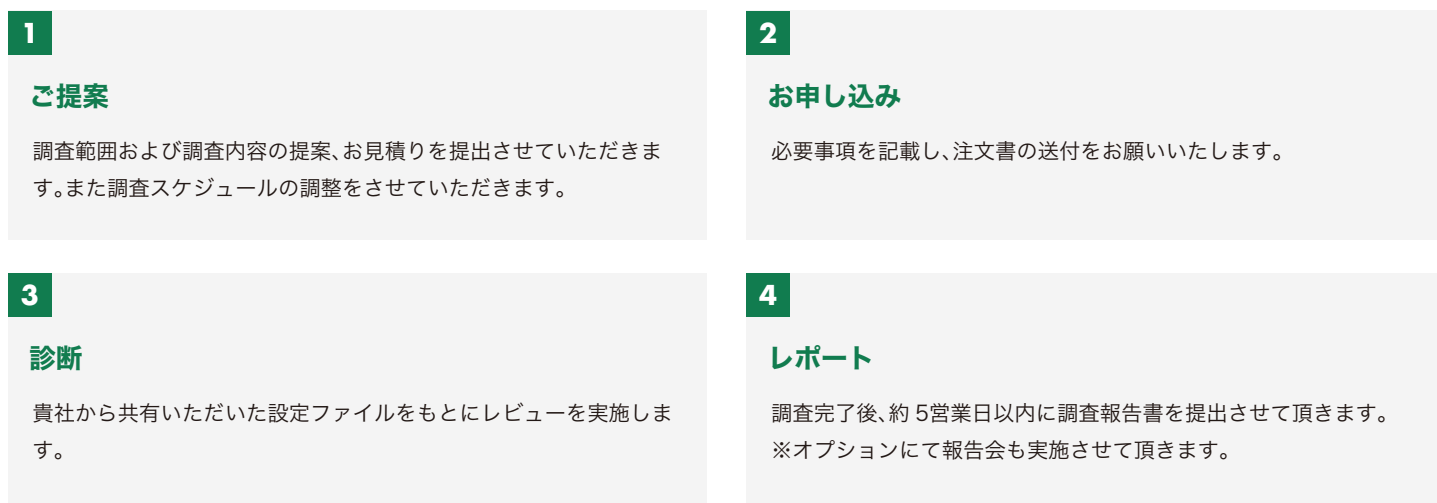 1
ご提案
調査範囲および調査内容の提案、お見積りを提出させていただきま
す。また調査スケジュールの調整をさせていただきます。
2
お申し込み
必要事項を記載し、注文書の送付をお願いいたします。
3
診断
貴社から共有いただいた設定ファイルをもとにレビューを実施しま
す。
4
レポート
調査完了後、約5営業日以内に調査報告書を提出させて頂きます。
※オプションにて報告会も実施させて頂きます。